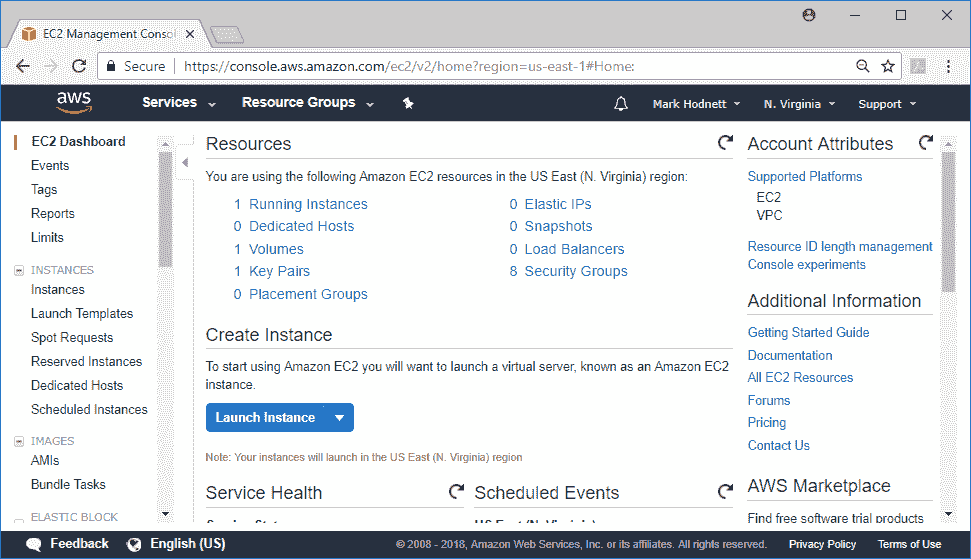 EC2 Management Consol
Secure
https://console.aws.amazon.com/ec2/v2/home?region=us-east-1#Home:
aws
Services
Resource Groups
Mark Hodnett
N. Virginia
Support
EC2 Dashboard
Events
Tags
Reports
Limits
INSTANCES
Instances
Launch Templates
Spot Requests
Reserved Instances
Dedicated Hosts
Scheduled Instances
IMAGES
AMIs
Bundle Tasks
ELASTIC BLOCK
Resources
You are using the following Amazon EC2 resources in the US East (N. Virginia) region:
1 Running Instances
0 Elastic IPs
0 Dedicated Hosts
0 Snapshots
1 Volumes
0 Load Balancers
1 Key Pairs
8 Security Groups
0 Placement Groups
Create Instance
To start using Amazon EC2 you will want to launch a virtual server, known as an Amazon EC2
instance.
Launch Instance
Note: Your instances will launch in the US East (N. Virginia) region
Service Health
Scheduled Events
US East (N. Virginia)
Account Attributes
Supported Platforms
EC2
VPC
Resource ID length management
Console experiments
Additional Information
Getting Started Guide
Documentation
All EC2 Resources
Forums
Pricing
Contact Us
AWS Marketplace
Find free software trial products
Feedback
English (US)
© 2008 - 2018, Amazon Web Services, Inc. or its affiliates. All rights reserved.
Privacy Policy
Terms of Use